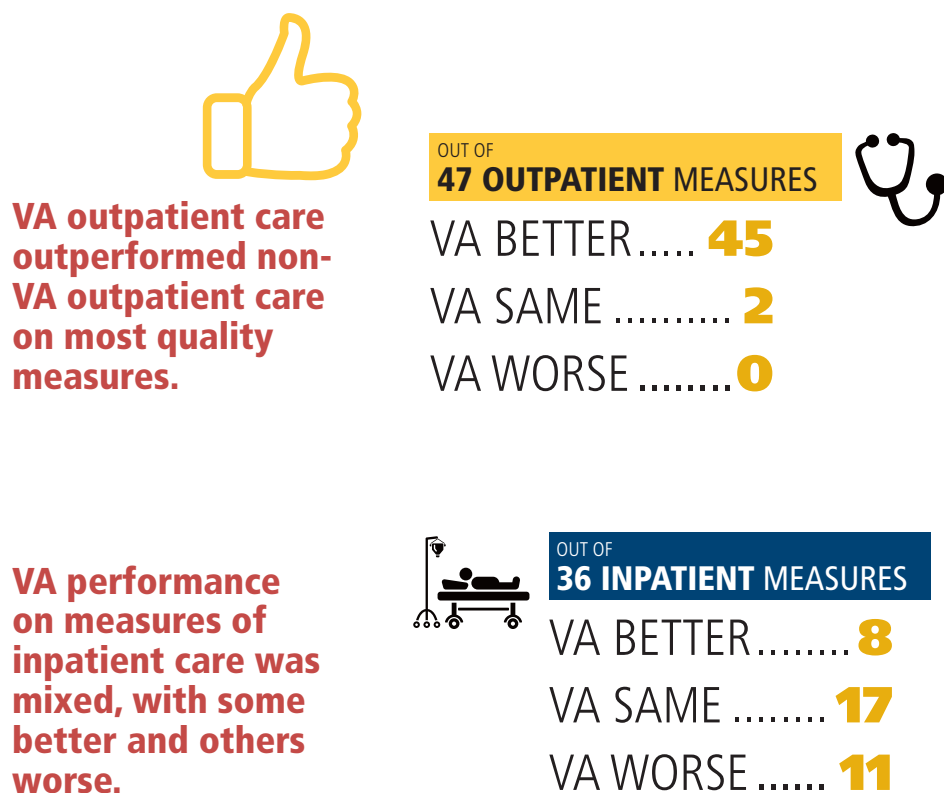 VA outpatient care
outperformed non-
VA outpatient care
on most quality
measures.
OUT OF
47 OUTPATIENT MEASURES
VA BETTER..... 45
VA SAME .......... 2
VA WORSE ........0
VA performance
on measures of
inpatient care was
mixed, with some
better and others
worse.
OUT OF
36 INPATIENT MEASURES
VA BETTER........ 8
VA SAME ........ 17
VA WORSE ...... 11